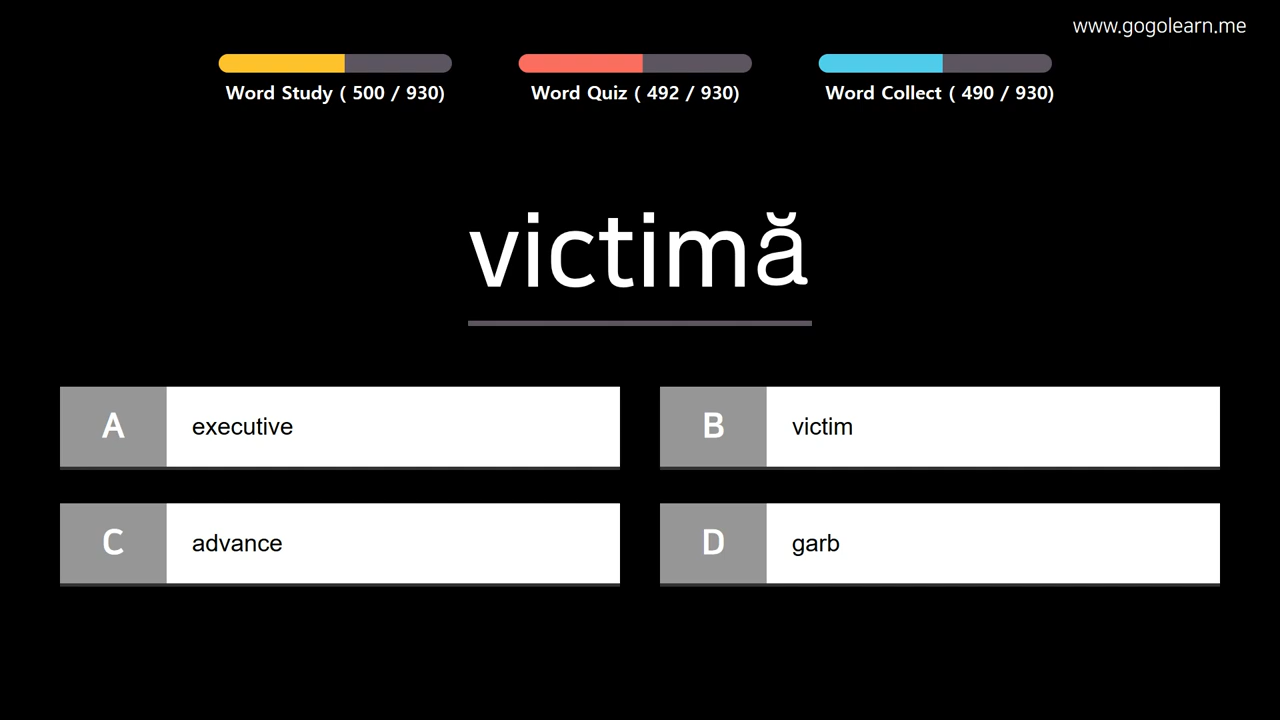 www.gogolearn.me
Word Study ( 500 / 930)
Word Quiz ( 492 / 930)
Word Collect ( 490 / 930)
victimă
A executive
B victim
C advance
D garb